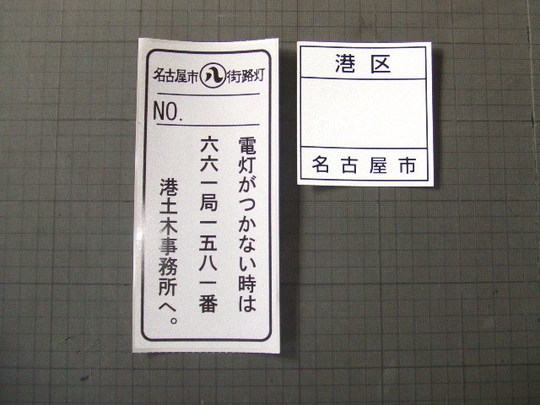 名古屋市㊇街路灯
NO.
電灯がつかない時は
六六一局一五八一番
港土木事務所へ。
港区
名古屋市